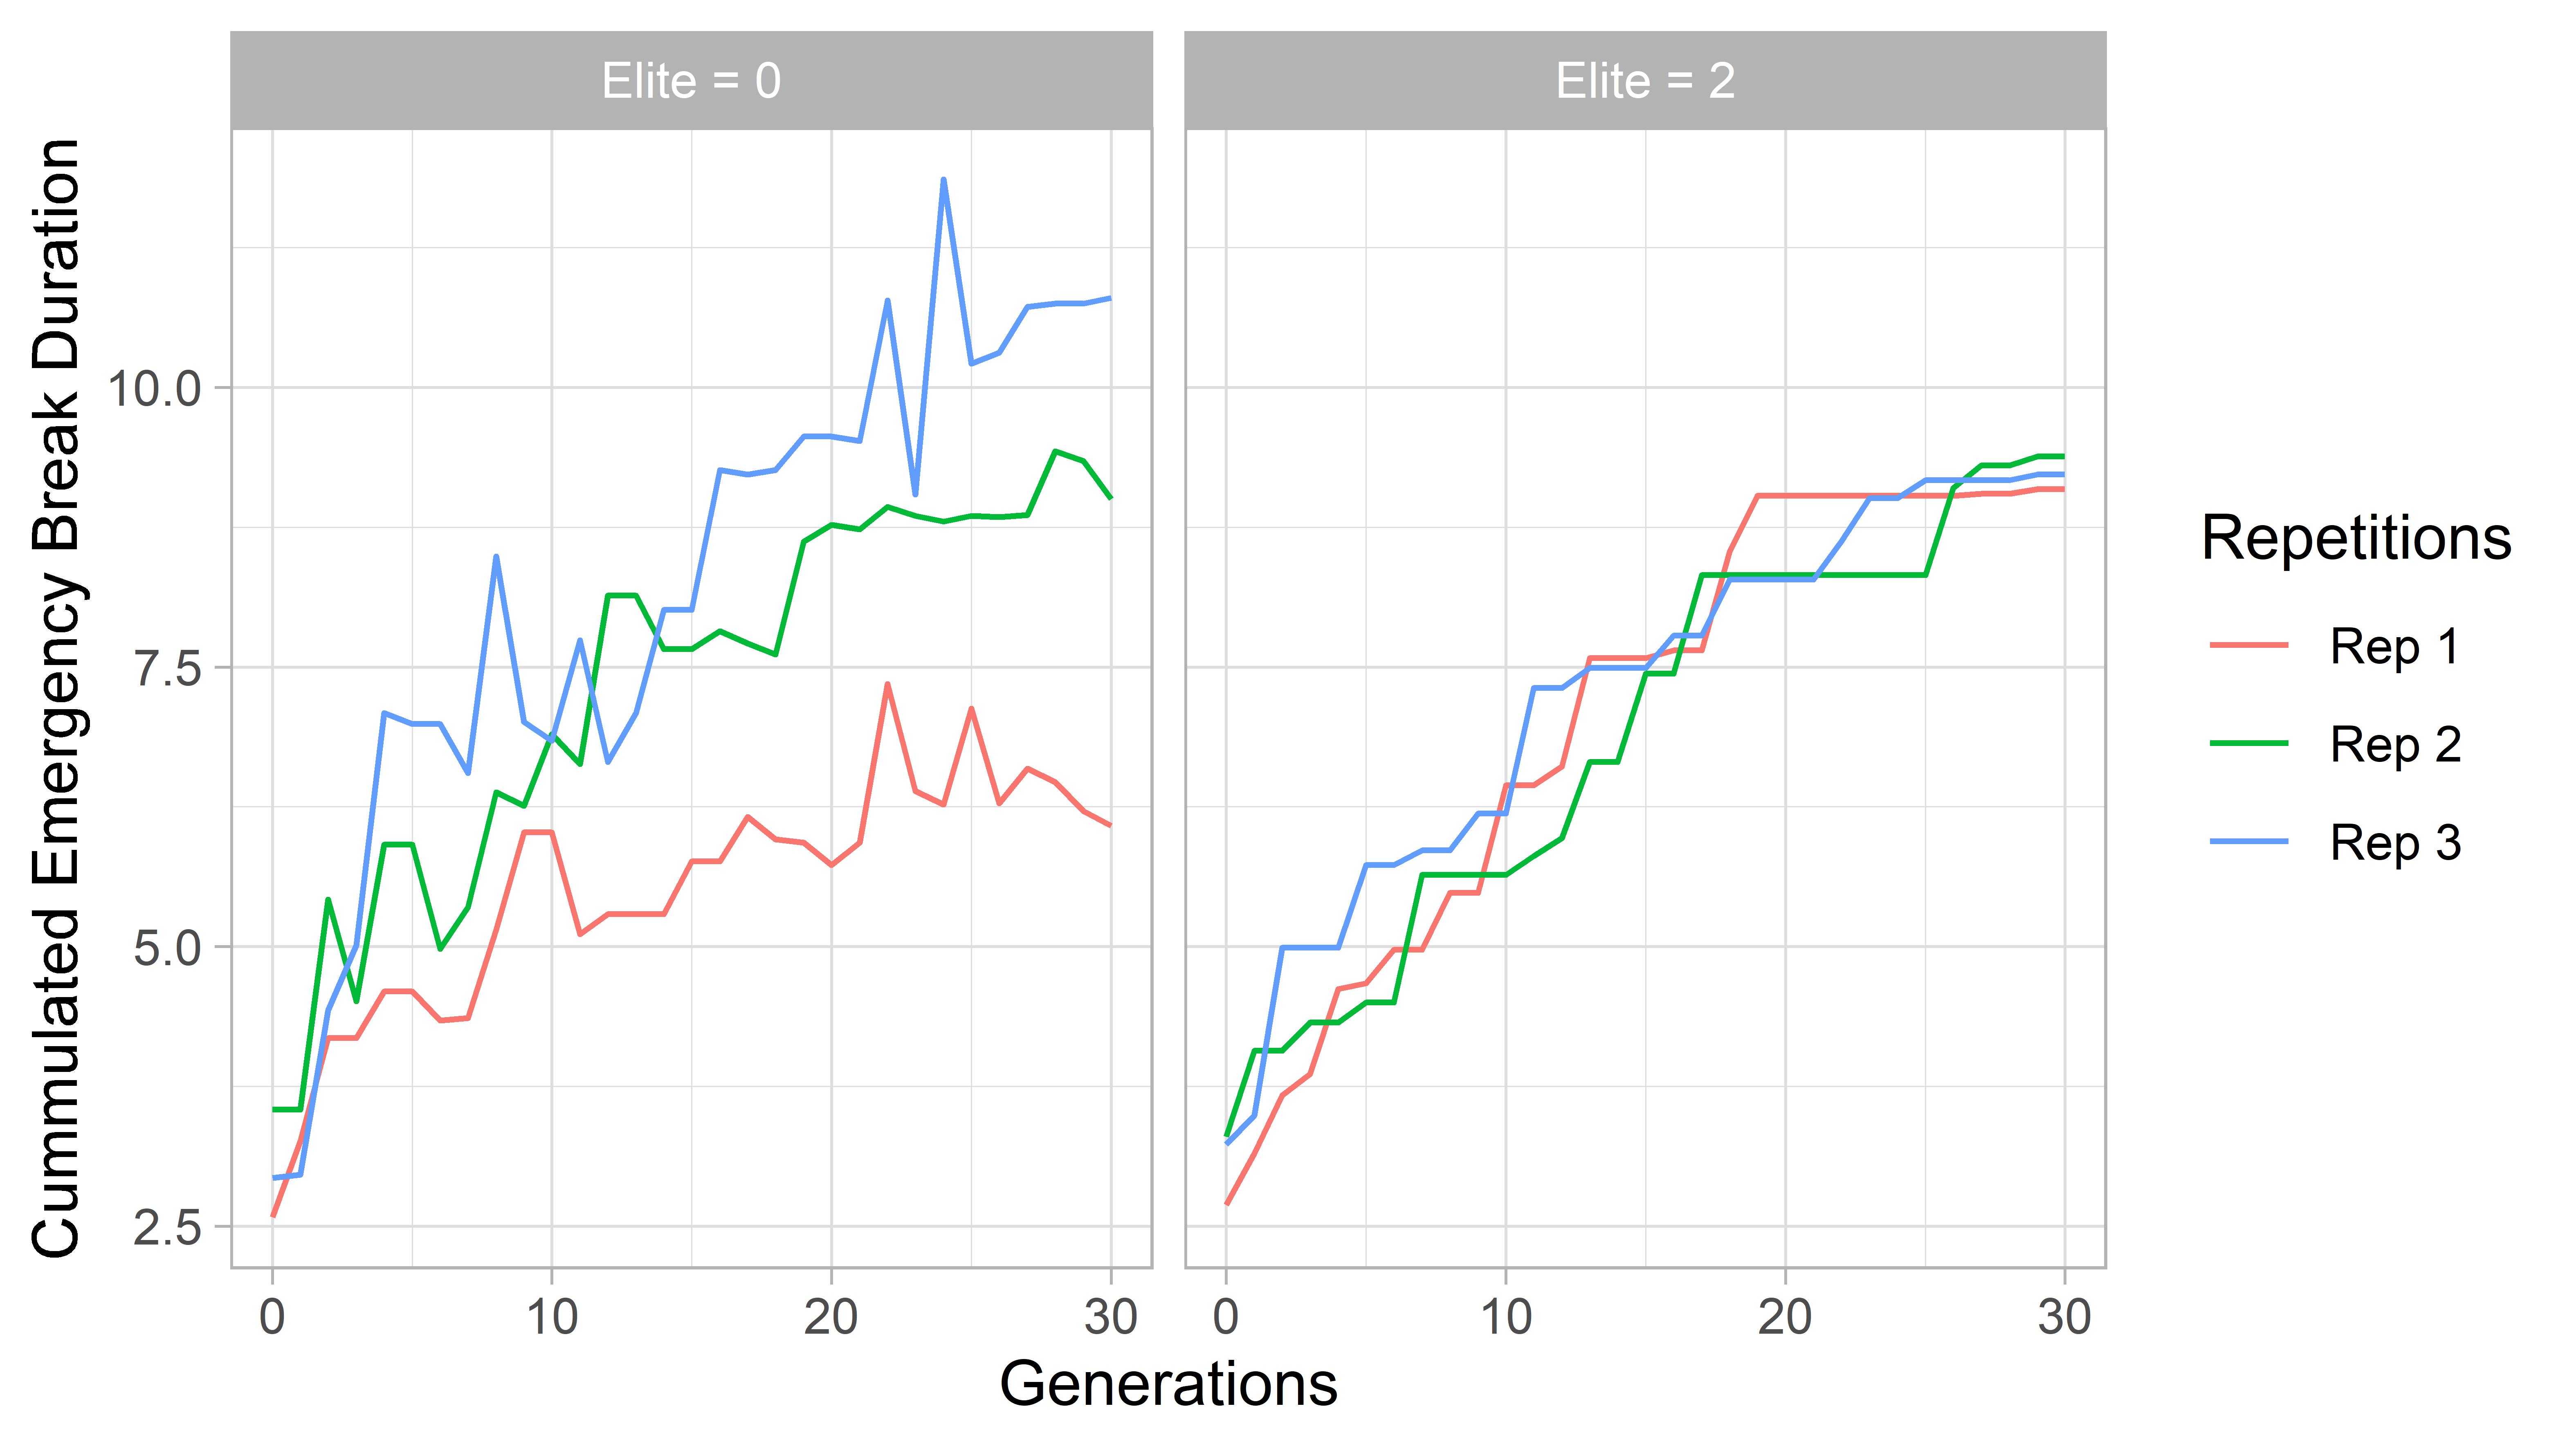 Elite = 0
Elite = 2
Cummulated Emergency Break Duration
10.0
7.5
5.0
2.5
0 10 20 30
0 10 20 30
Generations
Repetitions
Rep 1
Rep 2
Rep 3